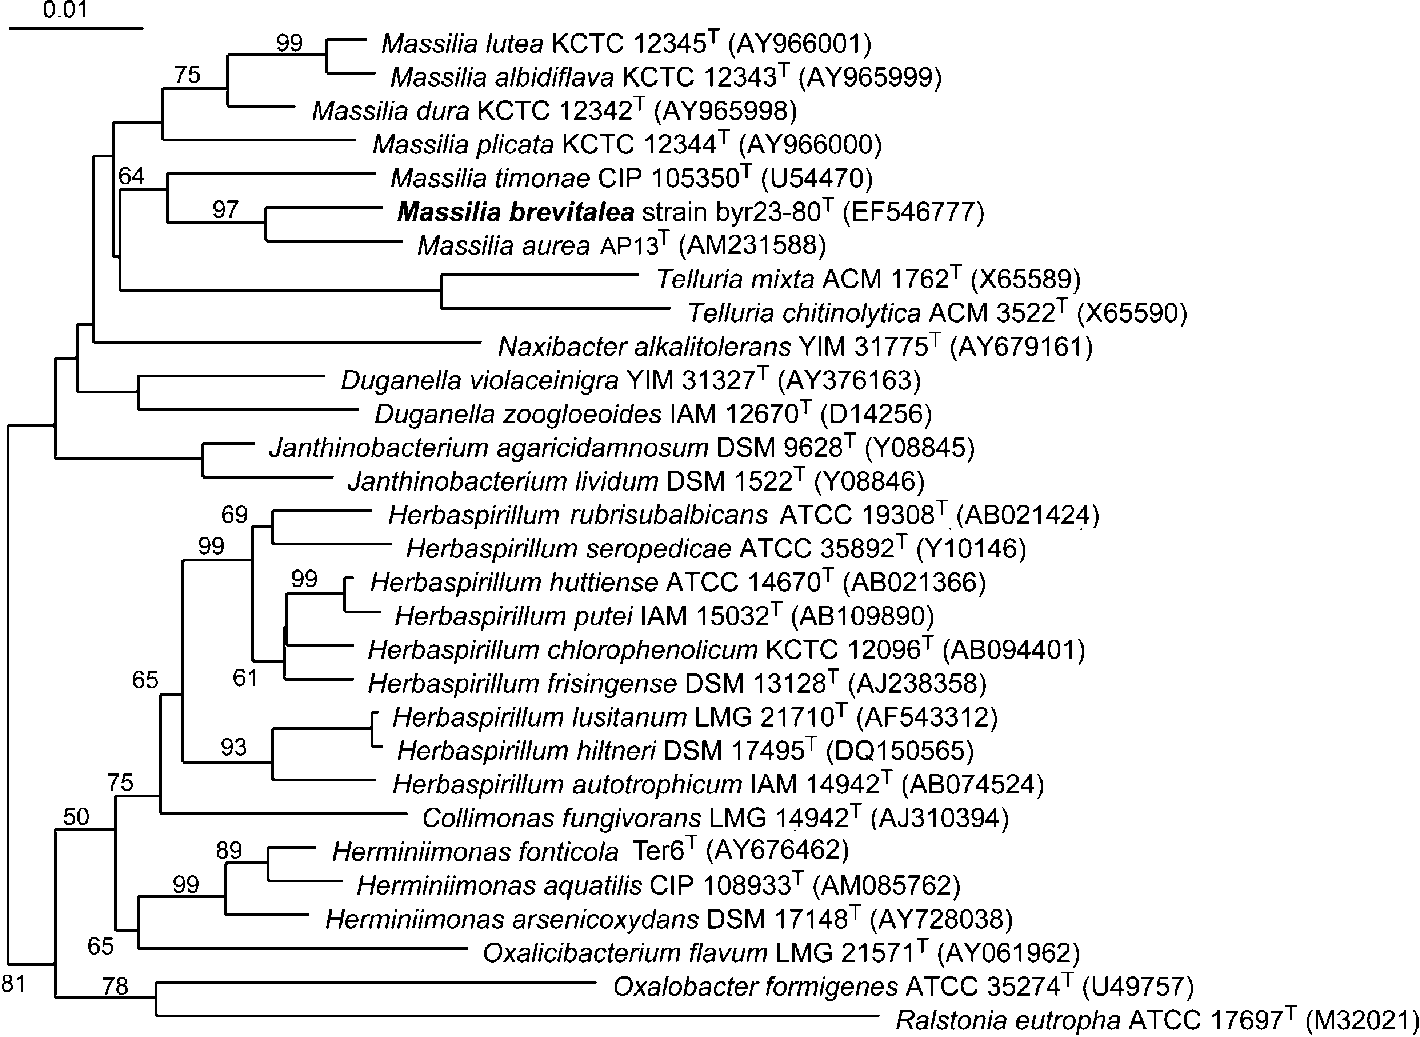 0.01
99
Massilia lutea KCTC 12345T (AY966001)
75
Massilia albidiflava KCTC 12343T (AY965999)
Massilia dura KCTC 12342T (AY965998)
Massilia plicata KCTC 12344T (AY966000)
64
Massilia timonae CIP 105350T (U54470)
97
Massilia brevitalea strain byr23-80T (EF546777)
Massilia aurea AP13T (AM231588)
Telluria mixta ACM 1762T (X65589)
Telluria chitinolytica ACM 3522T (X65590)
Naxibacter alkalitolerans YIM 31775T (AY679161)
Duganella violaceinigra YIM 31327T (AY376163)
Duganella zoogloeoides IAM 12670T (D14256)
Janthinobacterium agaricidamnosum DSM 9628T (Y08845)
Janthinobacterium lividum DSM 1522T (Y08846)
69
Herbaspirillum rubrisubalbicans ATCC 19308T (AB021424)
99
Herbaspirillum seropedicae ATCC 35892T (Y10146)
99
Herbaspirillum huttiense ATCC 14670T (AB021366)
Herbaspirillum putei IAM 15032T (AB109890)
Herbaspirillum chlorophenolicum KCTC 12096T (AB094401)
65
61
Herbaspirillum frisingense DSM 13128T (AJ238358)
Herbaspirillum lusitanum LMG 21710T (AF543312)
93
Herbaspirillum hiltneri DSM 17495T (DQ150565)
75
Herbaspirillum autotrophicum IAM 14942T (AB074524)
50
Collimonas fungivorans LMG 14942T (AJ310394)
89
Herminiimonas fonticola Ter6T (AY676462)
99
Herminiimonas aquatilis CIP 108933T (AM085762)
Herminiimonas arsenicoxydans DSM 17148T (AY728038)
65
Oxalicibacterium flavum LMG 21571T (AY061962)
81
78
Oxalobacter formigenes ATCC 35274T (U49757)
Ralstonia eutropha ATCC 17697T (M32021)